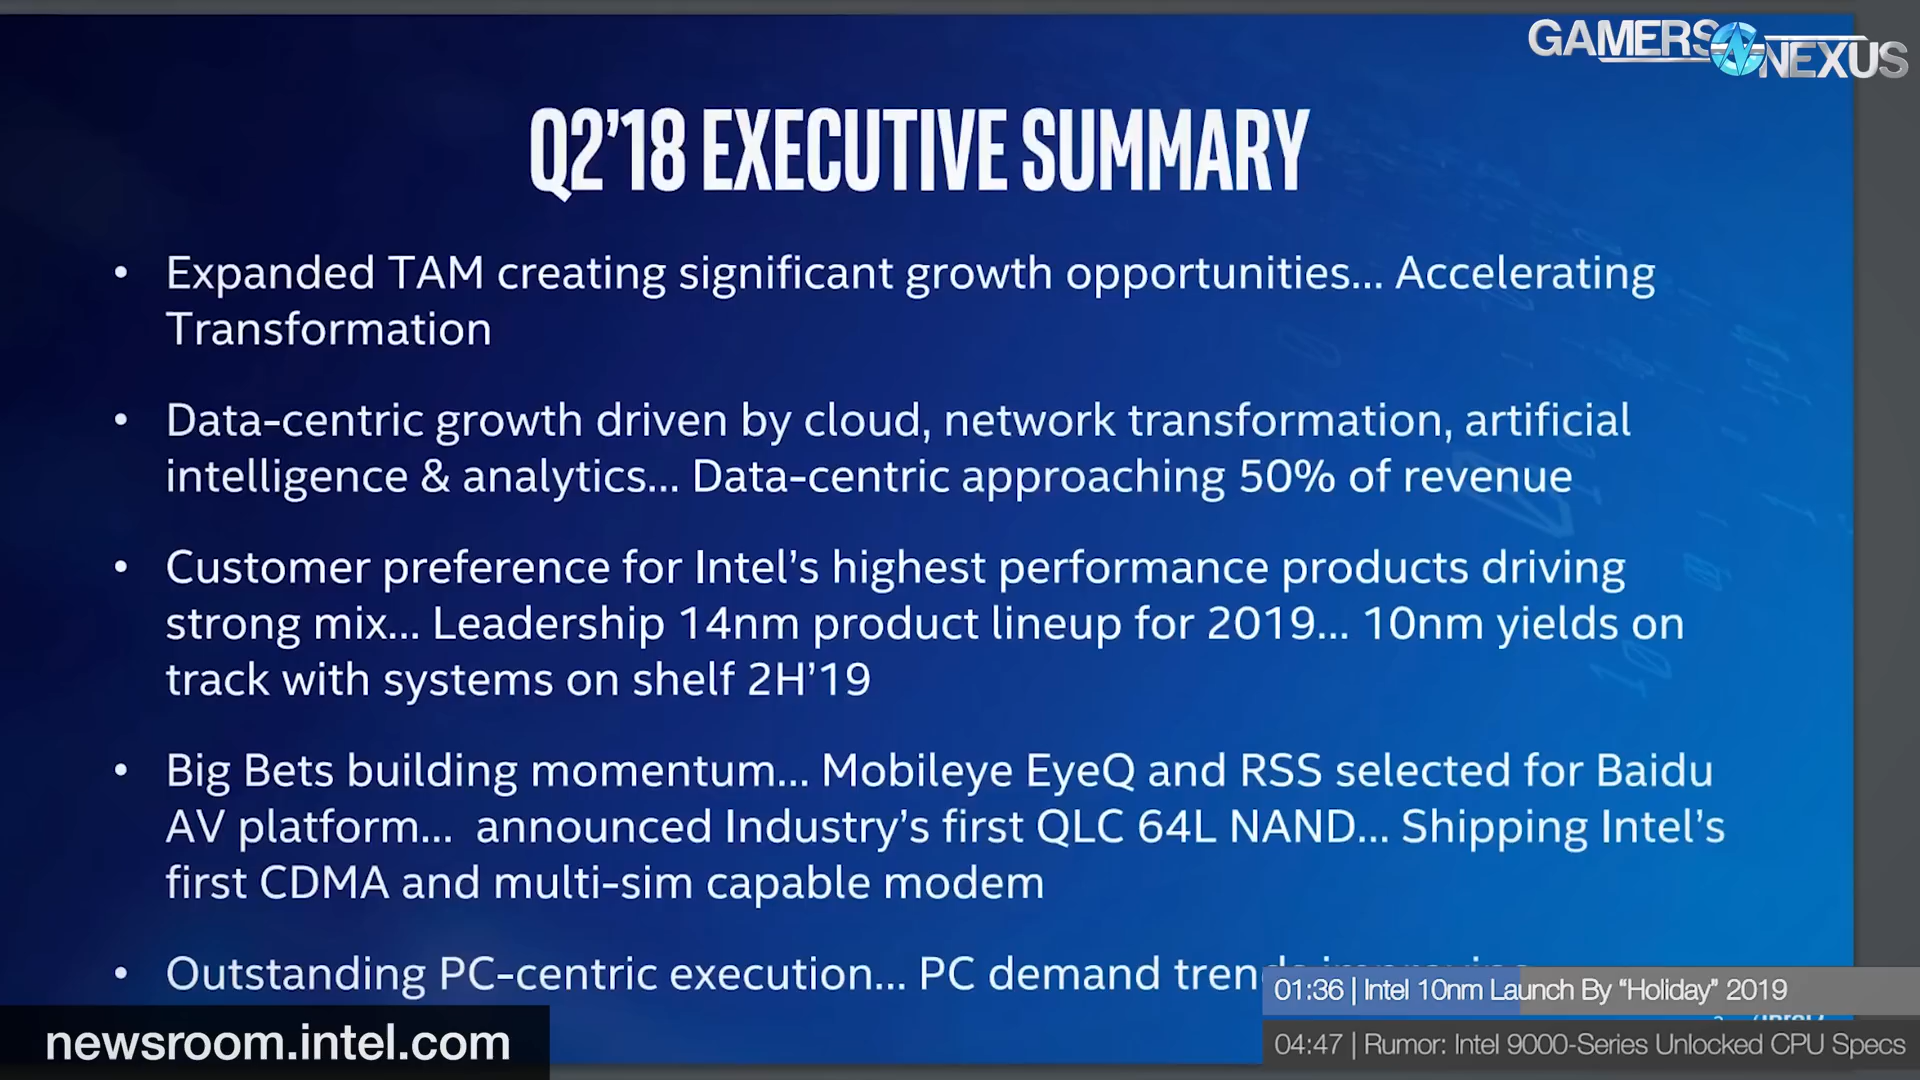 GAMERS NEXUS
Q2’18 EXECUTIVE SUMMARY
• Expanded TAM creating significant growth opportunities... Accelerating
Transformation
• Data-centric growth driven by cloud, network transformation, artificial
intelligence & analytics... Data-centric approaching 50% of revenue
• Customer preference for Intel’s highest performance products driving
strong mix... Leadership 14nm product lineup for 2019... 10nm yields on
track with systems on shelf 2H’19
• Big Bets building momentum... Mobileye EyeQ and RSS selected for Baidu
AV platform... announced Industry’s first QLC 64L NAND... Shipping Intel’s
first CDMA and multi-sim capable modem
• Outstanding PC-centric execution... PC demand trends improving
01:36 | Intel 10nm Launch By “Holiday” 2019
newsroom.intel.com
04:47 | Rumor: Intel 9000-Series Unlocked CPU Specs